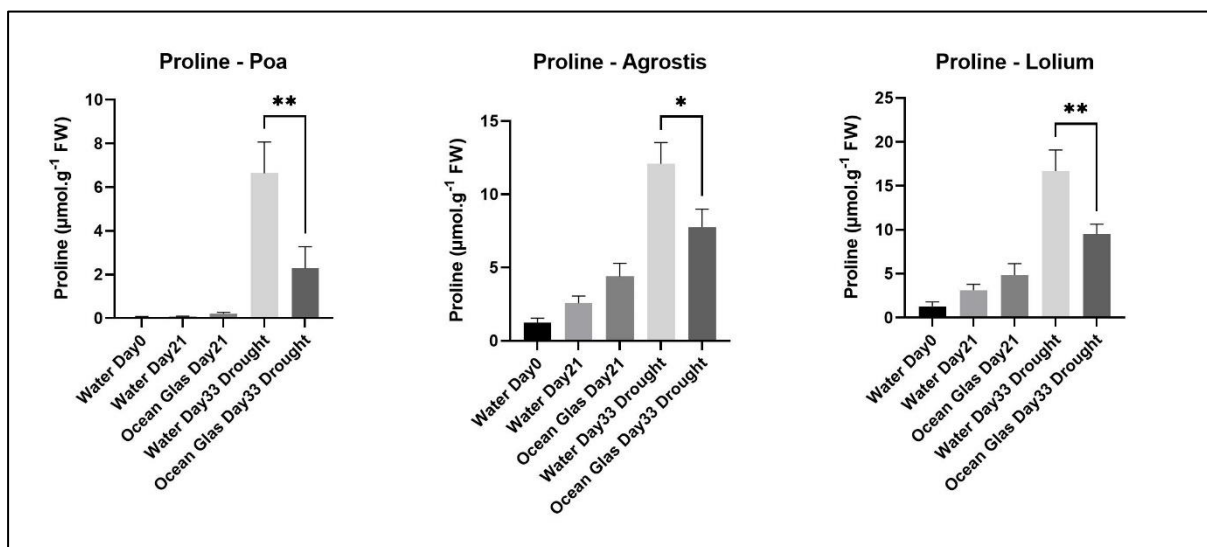 Proline - Poa
Proline (µmol.g⁻¹ FW)
10
8
6
4
2
0
**
Water Day0
Water Day21
Ocean Glas Day21
Water Day33 Drought
Ocean Glas Day33 Drought
Proline - Agrostis
Proline (µmol.g⁻¹ FW)
15
10
5
0
*
Water Day0
Water Day21
Ocean Glas Day21
Water Day33 Drought
Ocean Glas Day33 Drought
Proline - Lolium
Proline (µmol.g⁻¹ FW)
25
20
15
10
5
0
**
Water Day0
Water Day21
Ocean Glas Day21
Water Day33 Drought
Ocean Glas Day33 Drought